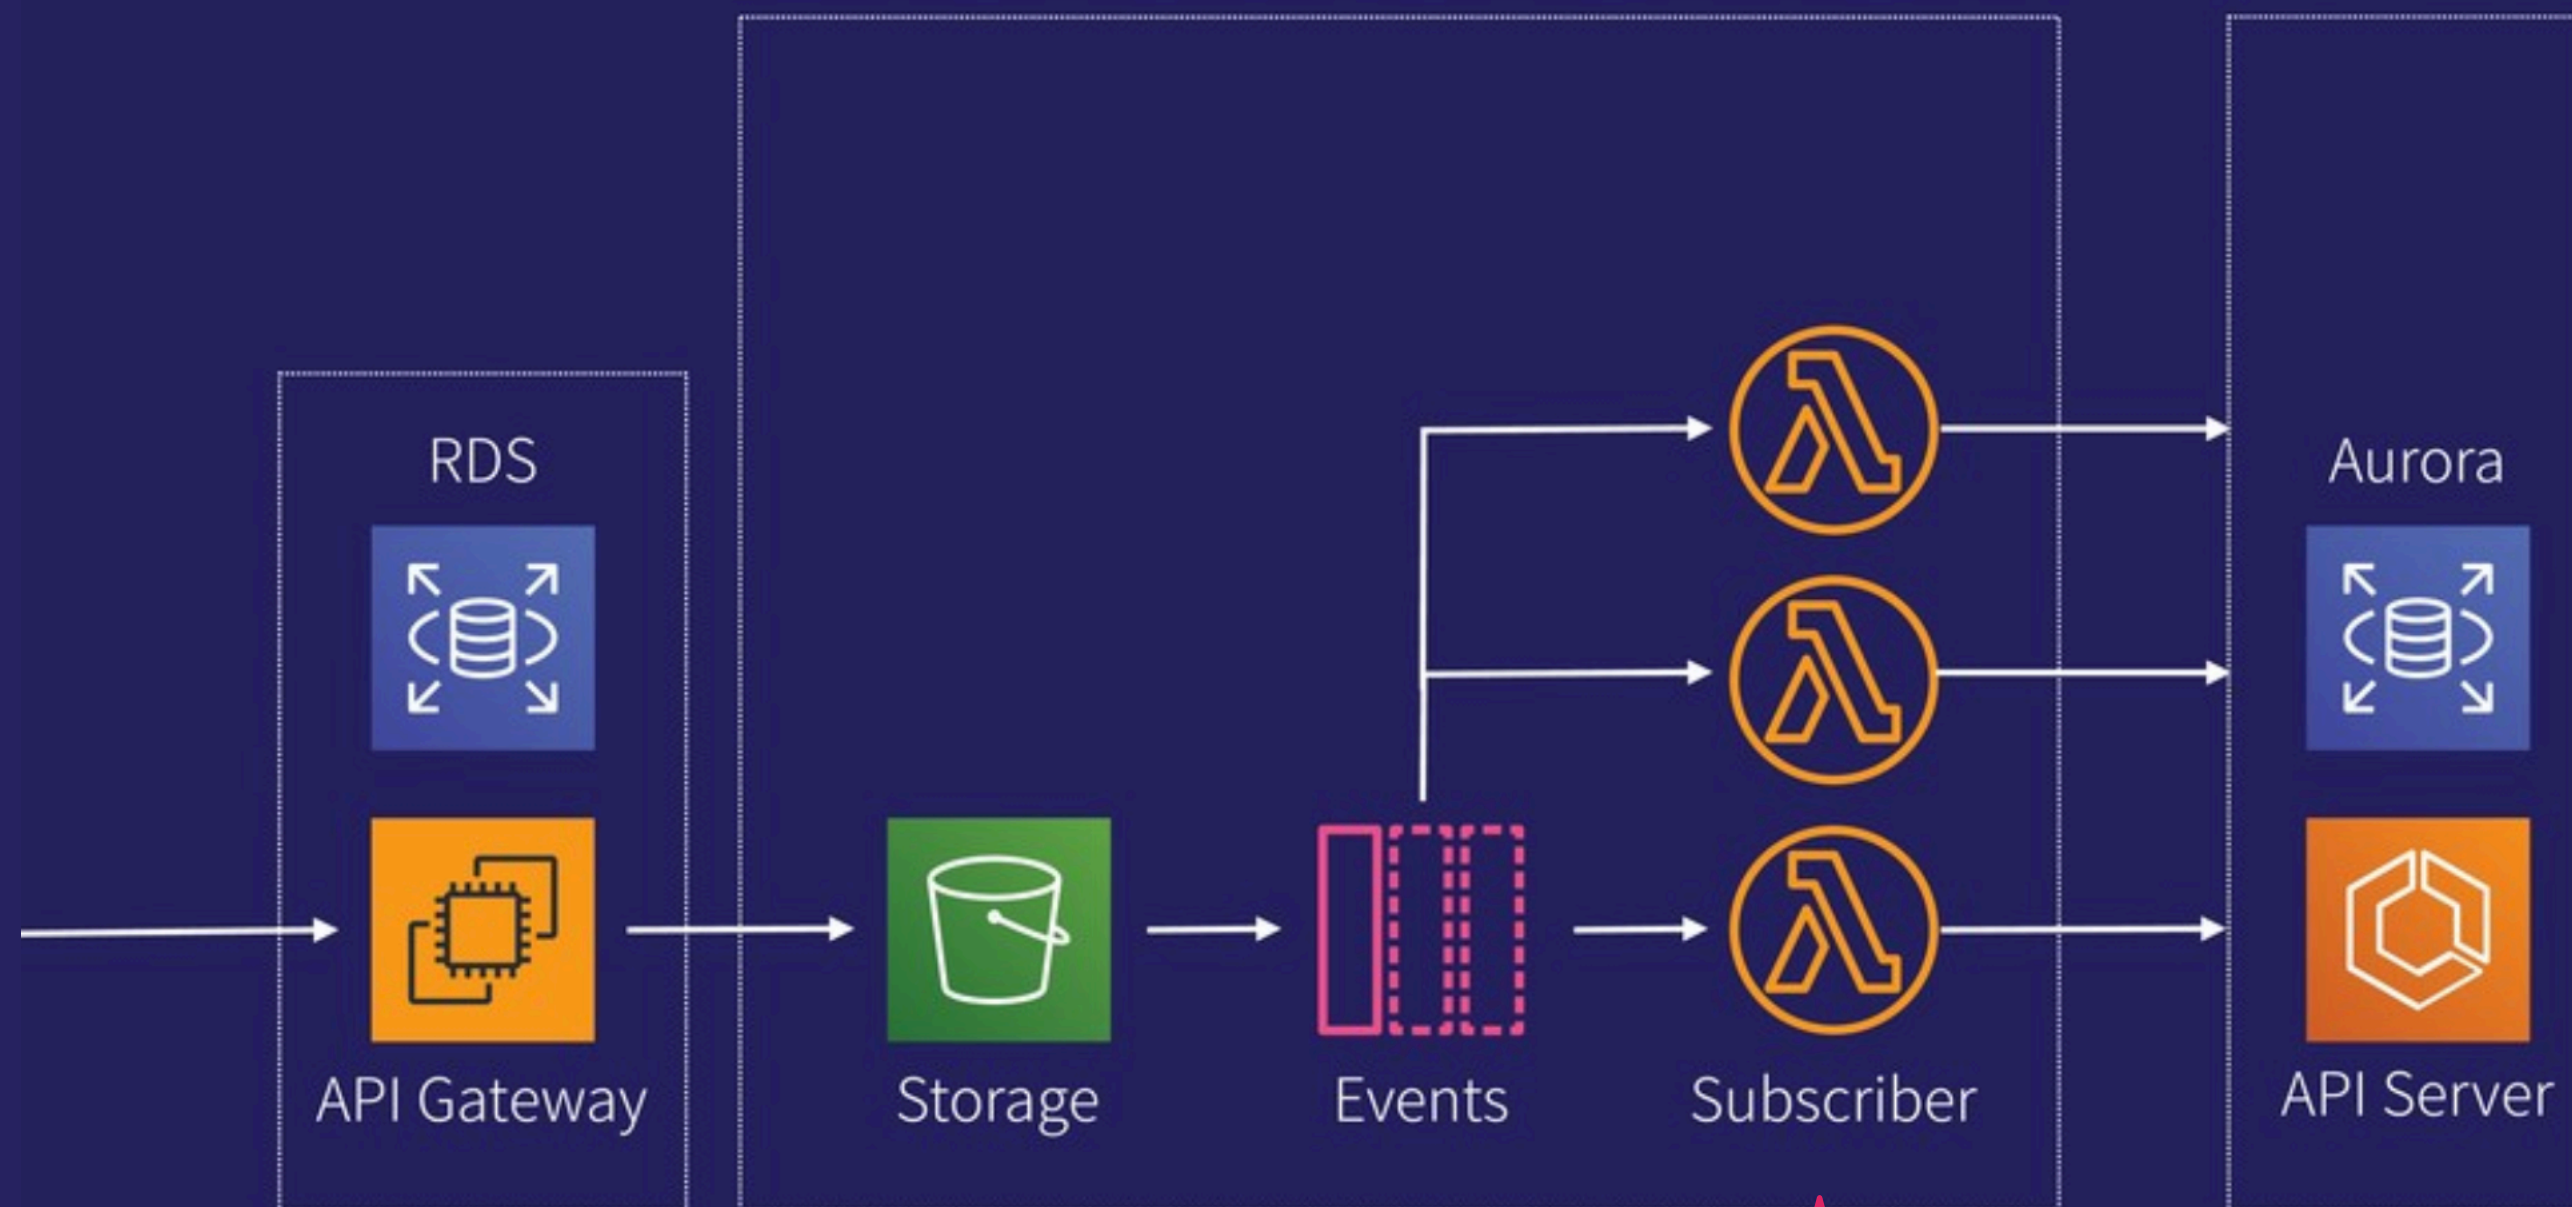 RDS
Aurora
API Gateway
Storage
Events
Subscriber
API Server